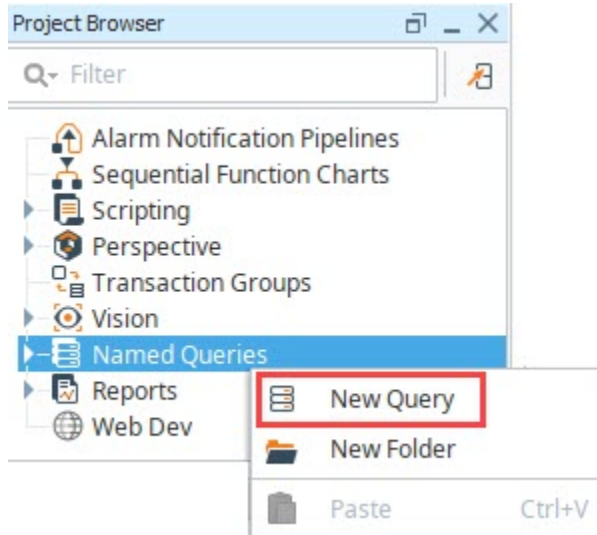 Project Browser
Filter
Alarm Notification Pipelines
Sequential Function Charts
Scripting
Perspective
Transaction Groups
Vision
Named Queries
Reports
Web Dev
New Query
New Folder
Paste Ctrl+V